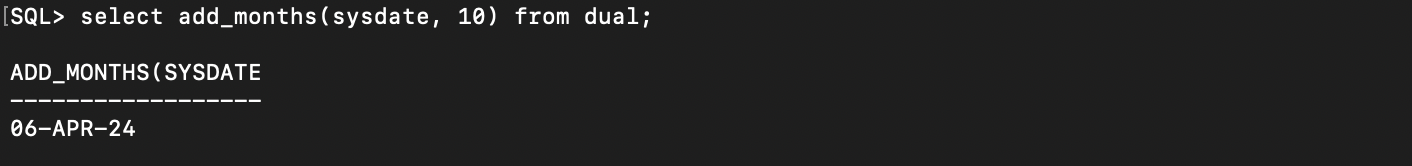 [SQL> select add_months(sysdate, 10) from dual;
ADD_MONTHS(SYSDATE
------------------
06-APR-24